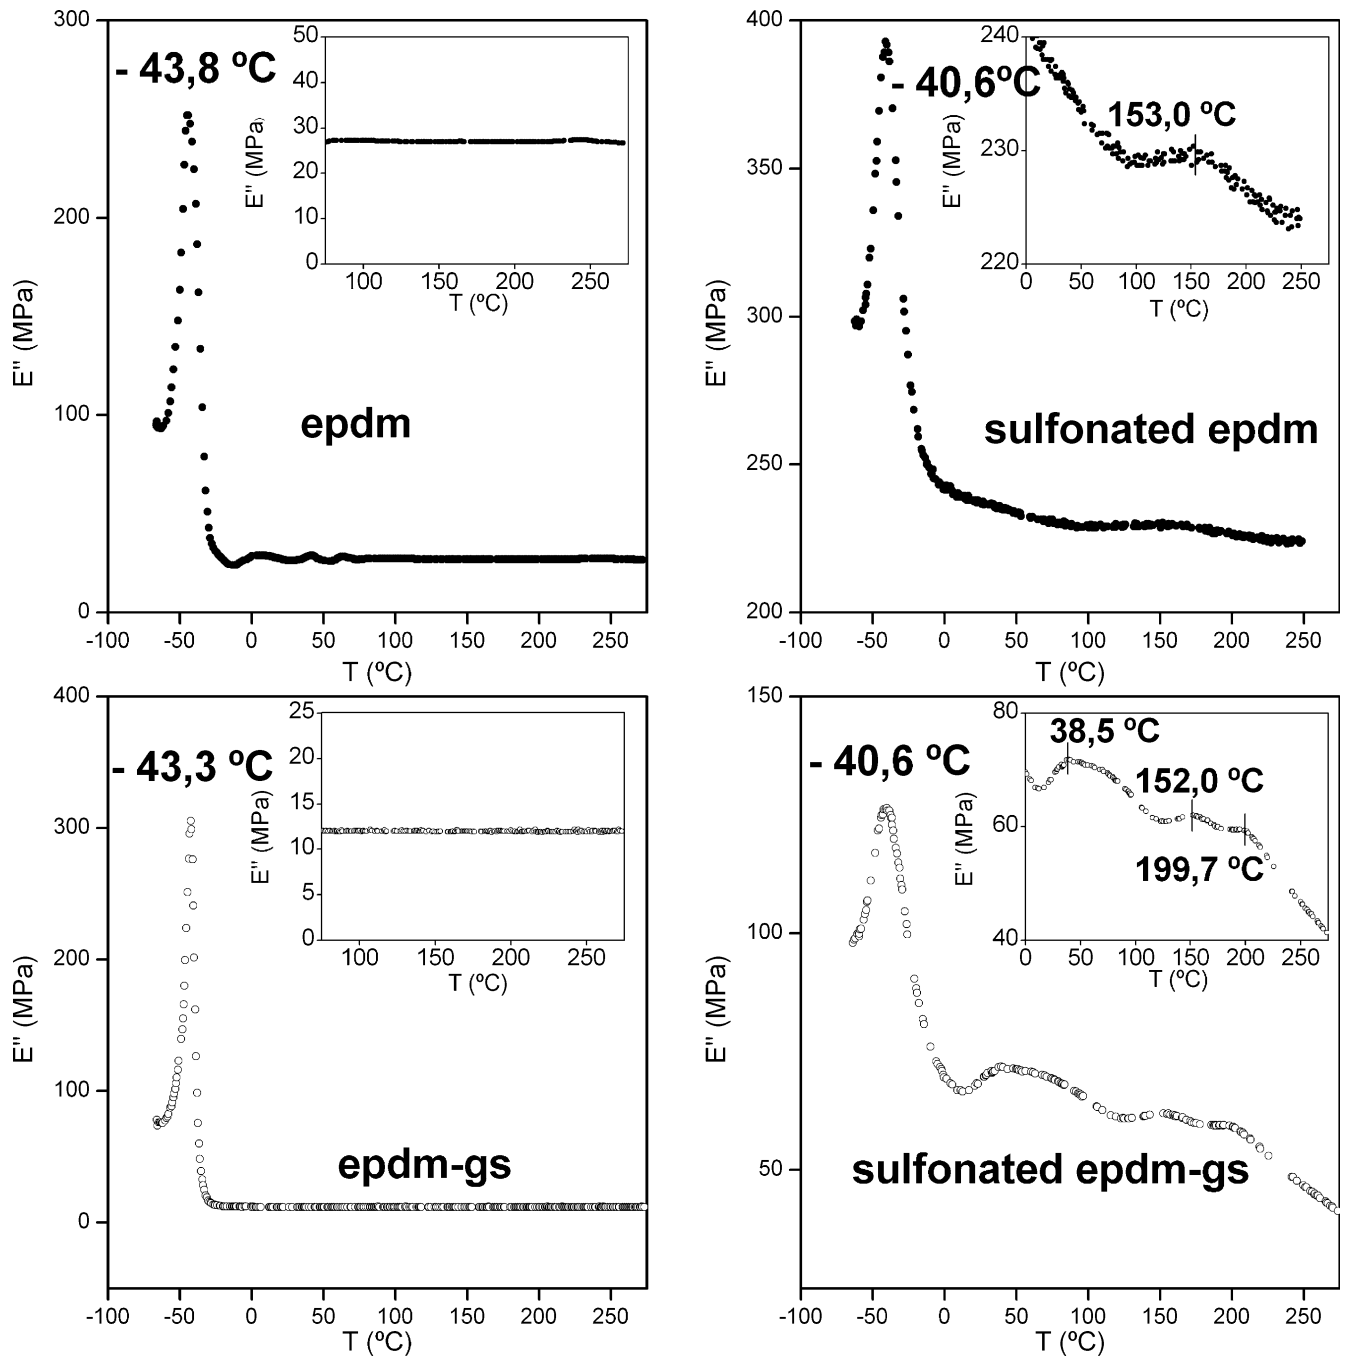 300
200
100
0
E'' (MPa)
-100 -50 0 50 100 150 200 250
T (ºC)
- 43,8 ºC
epdm
50
40
30
20
10
0
E'' (MPa)
100 150 200 250
T (ºC)
400
350
300
250
200
E'' (MPa)
-100 -50 0 50 100 150 200 250
T (ºC)
- 40,6ºC
sulfonated epdm
240
230
220
E'' (MPa)
153,0 ºC
0 50 100 150 200 250
T (ºC)
400
300
200
100
0
E'' (MPa)
-100 -50 0 50 100 150 200 250
T (ºC)
- 43,3 ºC
epdm-gs
25
20
15
10
5
0
E'' (MPa)
100 150 200 250
T (ºC)
150
100
50
E'' (MPa)
-100 -50 0 50 100 150 200 250
T (ºC)
- 40,6 ºC
sulfonated epdm-gs
80
60
40
E'' (MPa)
38,5 ºC
152,0 ºC
199,7 ºC
0 50 100 150 200 250
T (ºC)